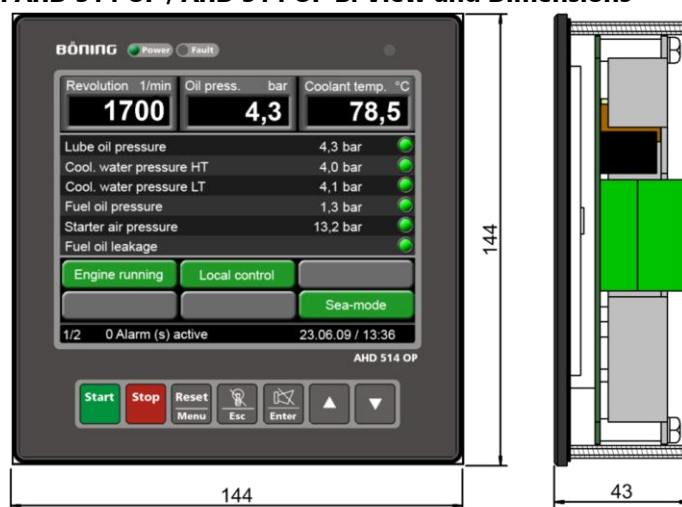 AHD 514 OP / AHD 514 OP B: View and Dimensions
BÖNING Power Fault
Revolution 1/min Oil press. bar Coolant temp. °C
1700 4,3 78,5
Lube oil pressure 4,3 bar
Cool. water pressure HT 4,0 bar
Cool. water pressure LT 4,1 bar
Fuel oil pressure 1,3 bar
Starter air pressure 13,2 bar
Fuel oil leakage
Engine running Local control
Sea-mode
1/2 0 Alarm (s) active 23.06.09 / 13:36
AHD 514 OP
Start Stop Reset
Menu Esc Enter
144
144
43